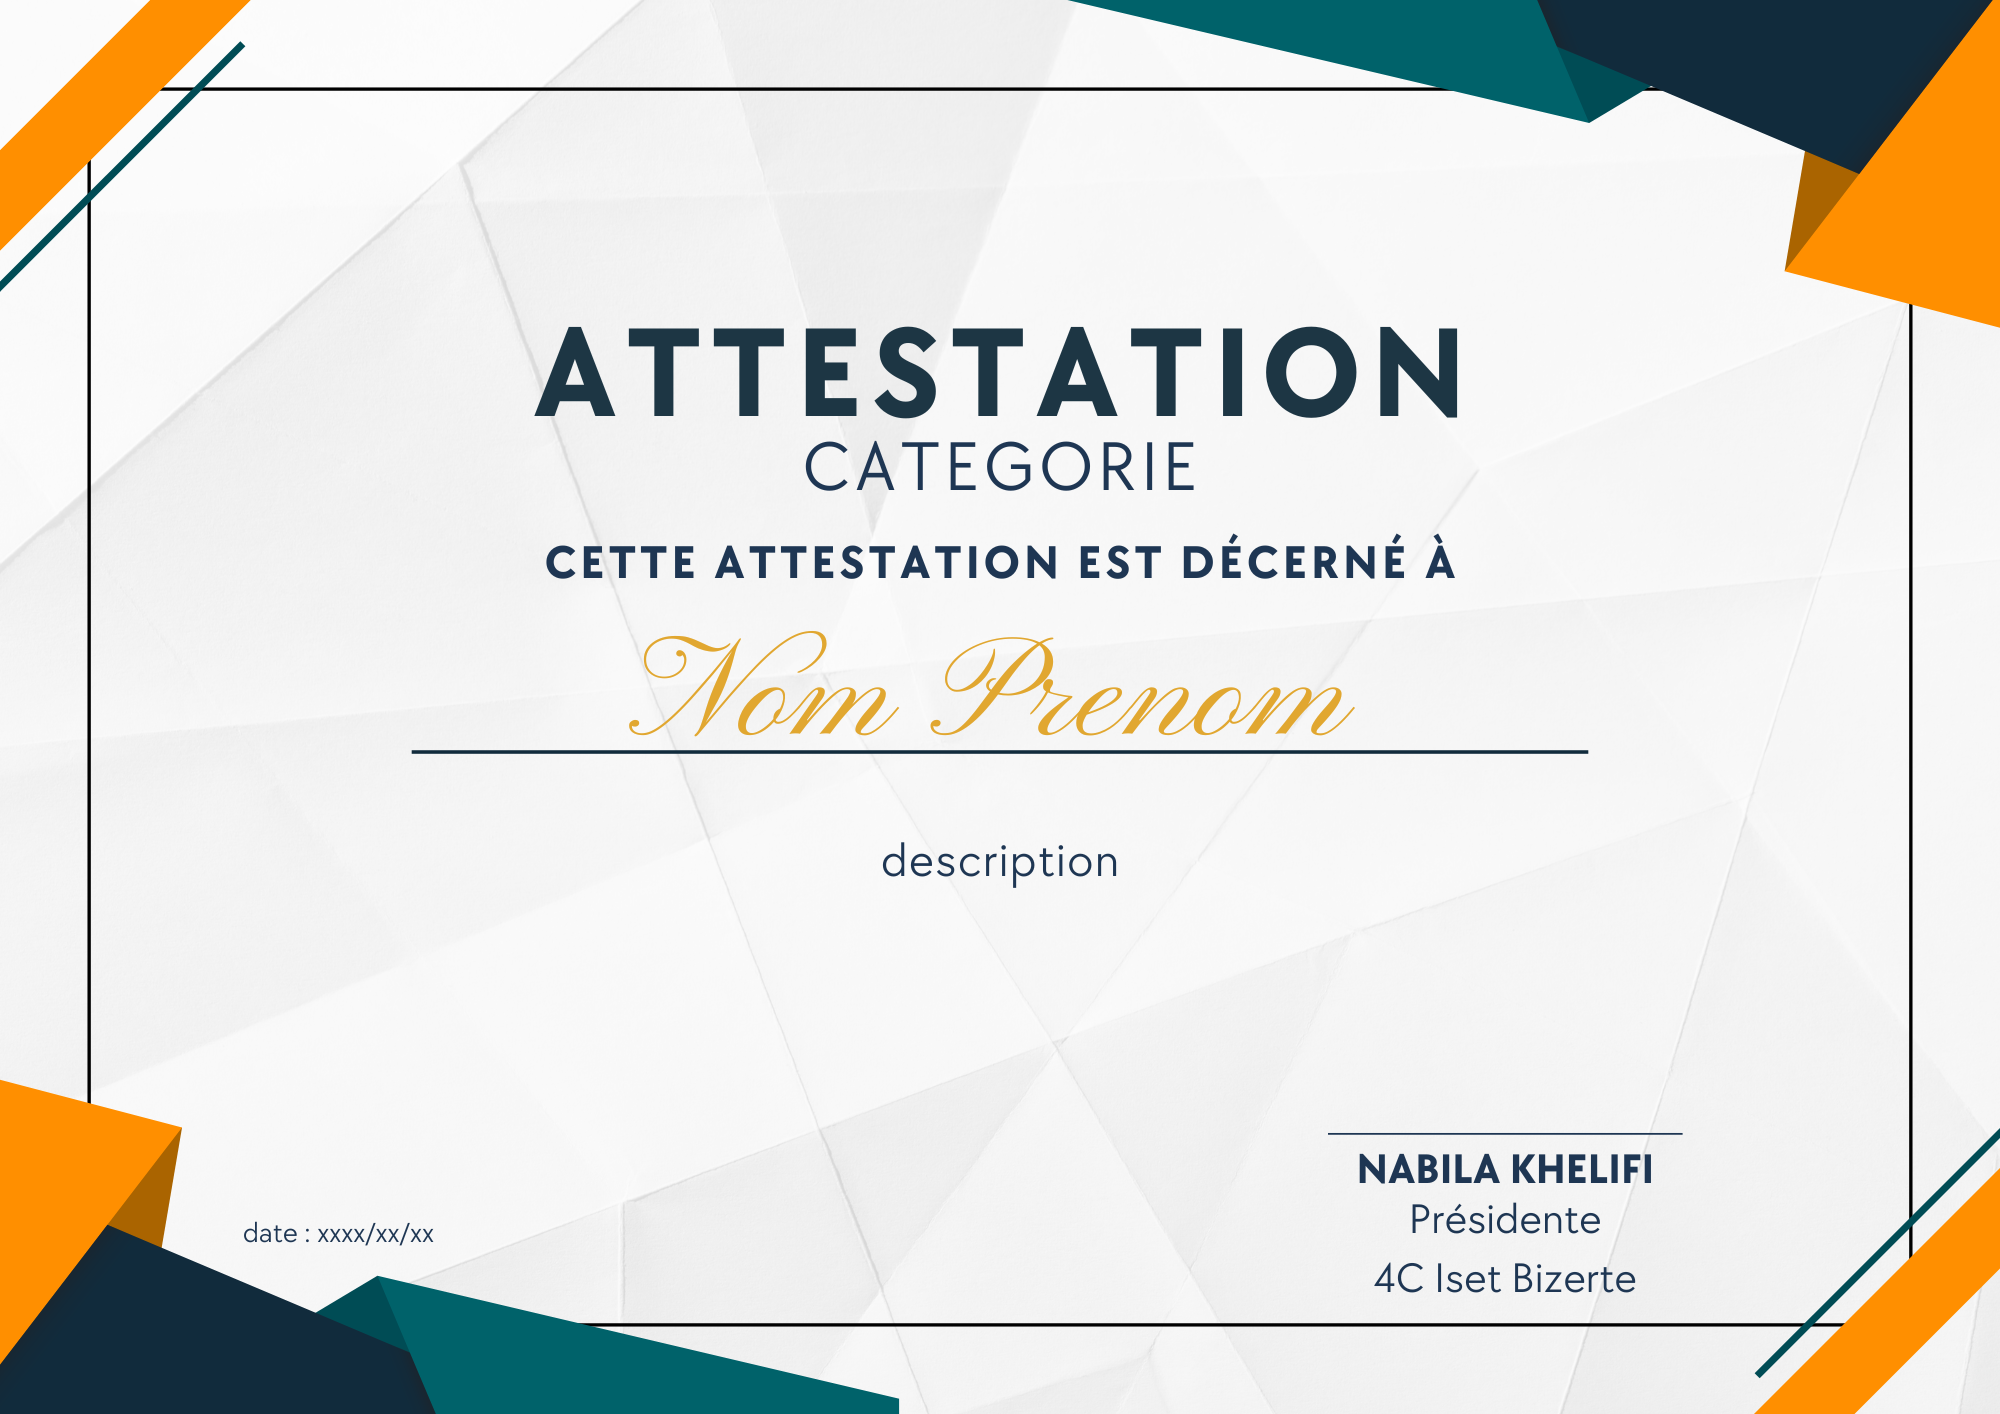 ATTESTATION
CATEGORIE
CETTE ATTESTATION EST DÉCERNÉ À
Nom Prenom
description
NABILA KHELIFI
Présidente
4C Iset Bizerte
date : xxxx/xx/xx